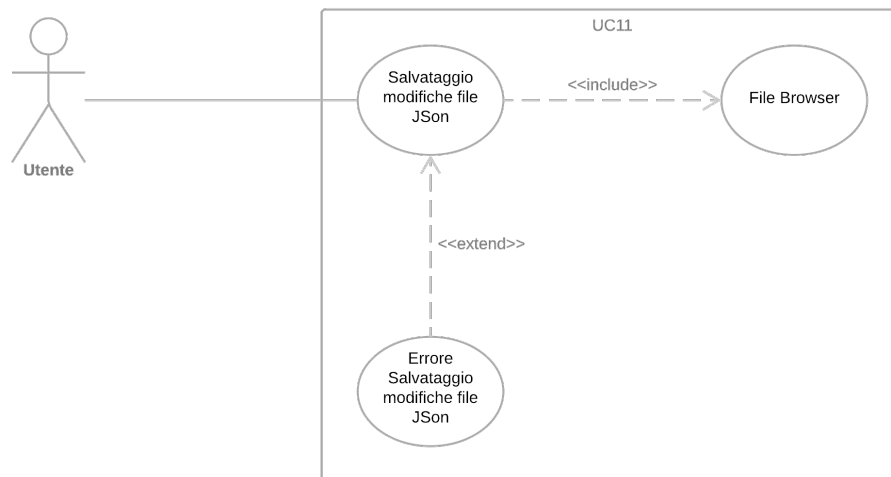 UC11
Salvataggio
modifiche file
JSon
<<include>>
File Browser
Utente
<<extend>>
Errore
Salvataggio
modifiche file
JSon